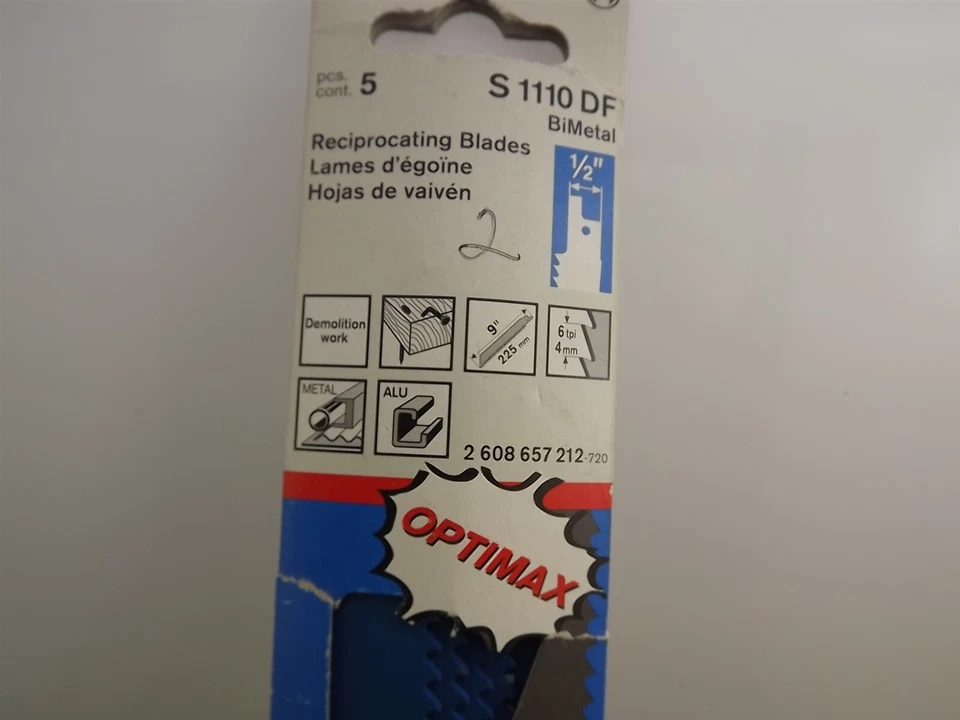 pcs. cont. 5
S 1110 DF
BiMetal
Reciprocating Blades
Lames d'égoïne
Hojas de vaivén
1/2"
2
Demolition
work
9"
225 mm
6 tpi
4 mm
METAL
ALU
2 608 657 212-720
OPTIMAX